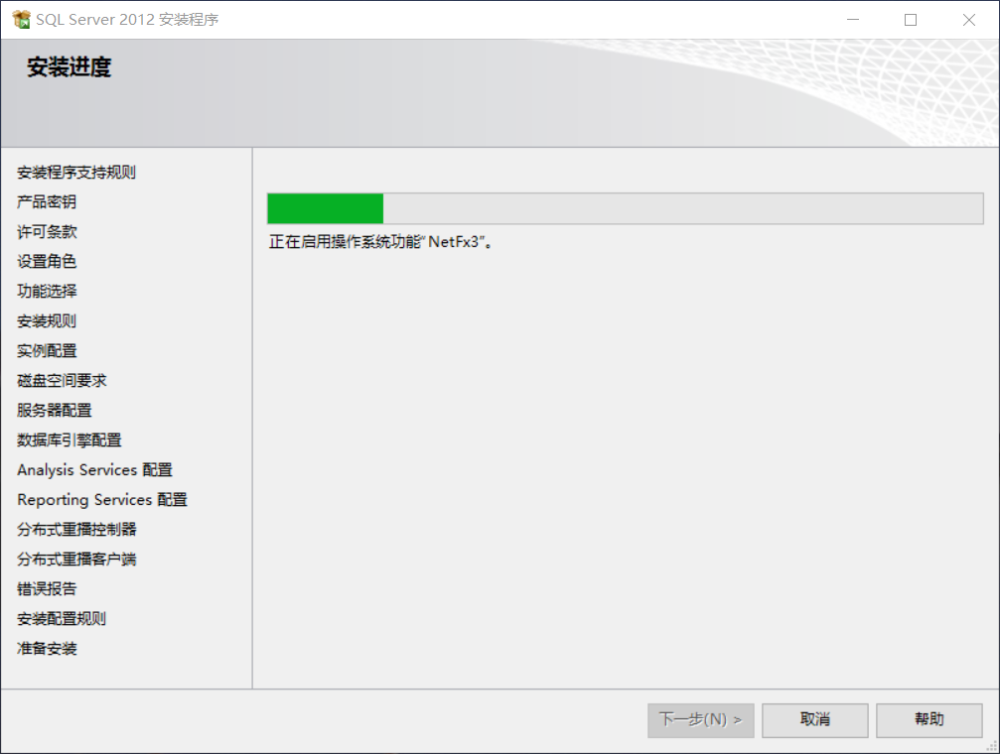 SQL Server 2012 安装程序
安装进度
安装程序支持规则
产品密钥
许可条款
设置角色
功能选择
安装规则
实例配置
磁盘空间要求
服务器配置
数据库引擎配置
Analysis Services 配置
Reporting Services 配置
分布式重播控制器
分布式重播客户端
错误报告
安装配置规则
准备安装
正在启用操作系统功能“NetFx3”。
下一步(N) >
取消
帮助